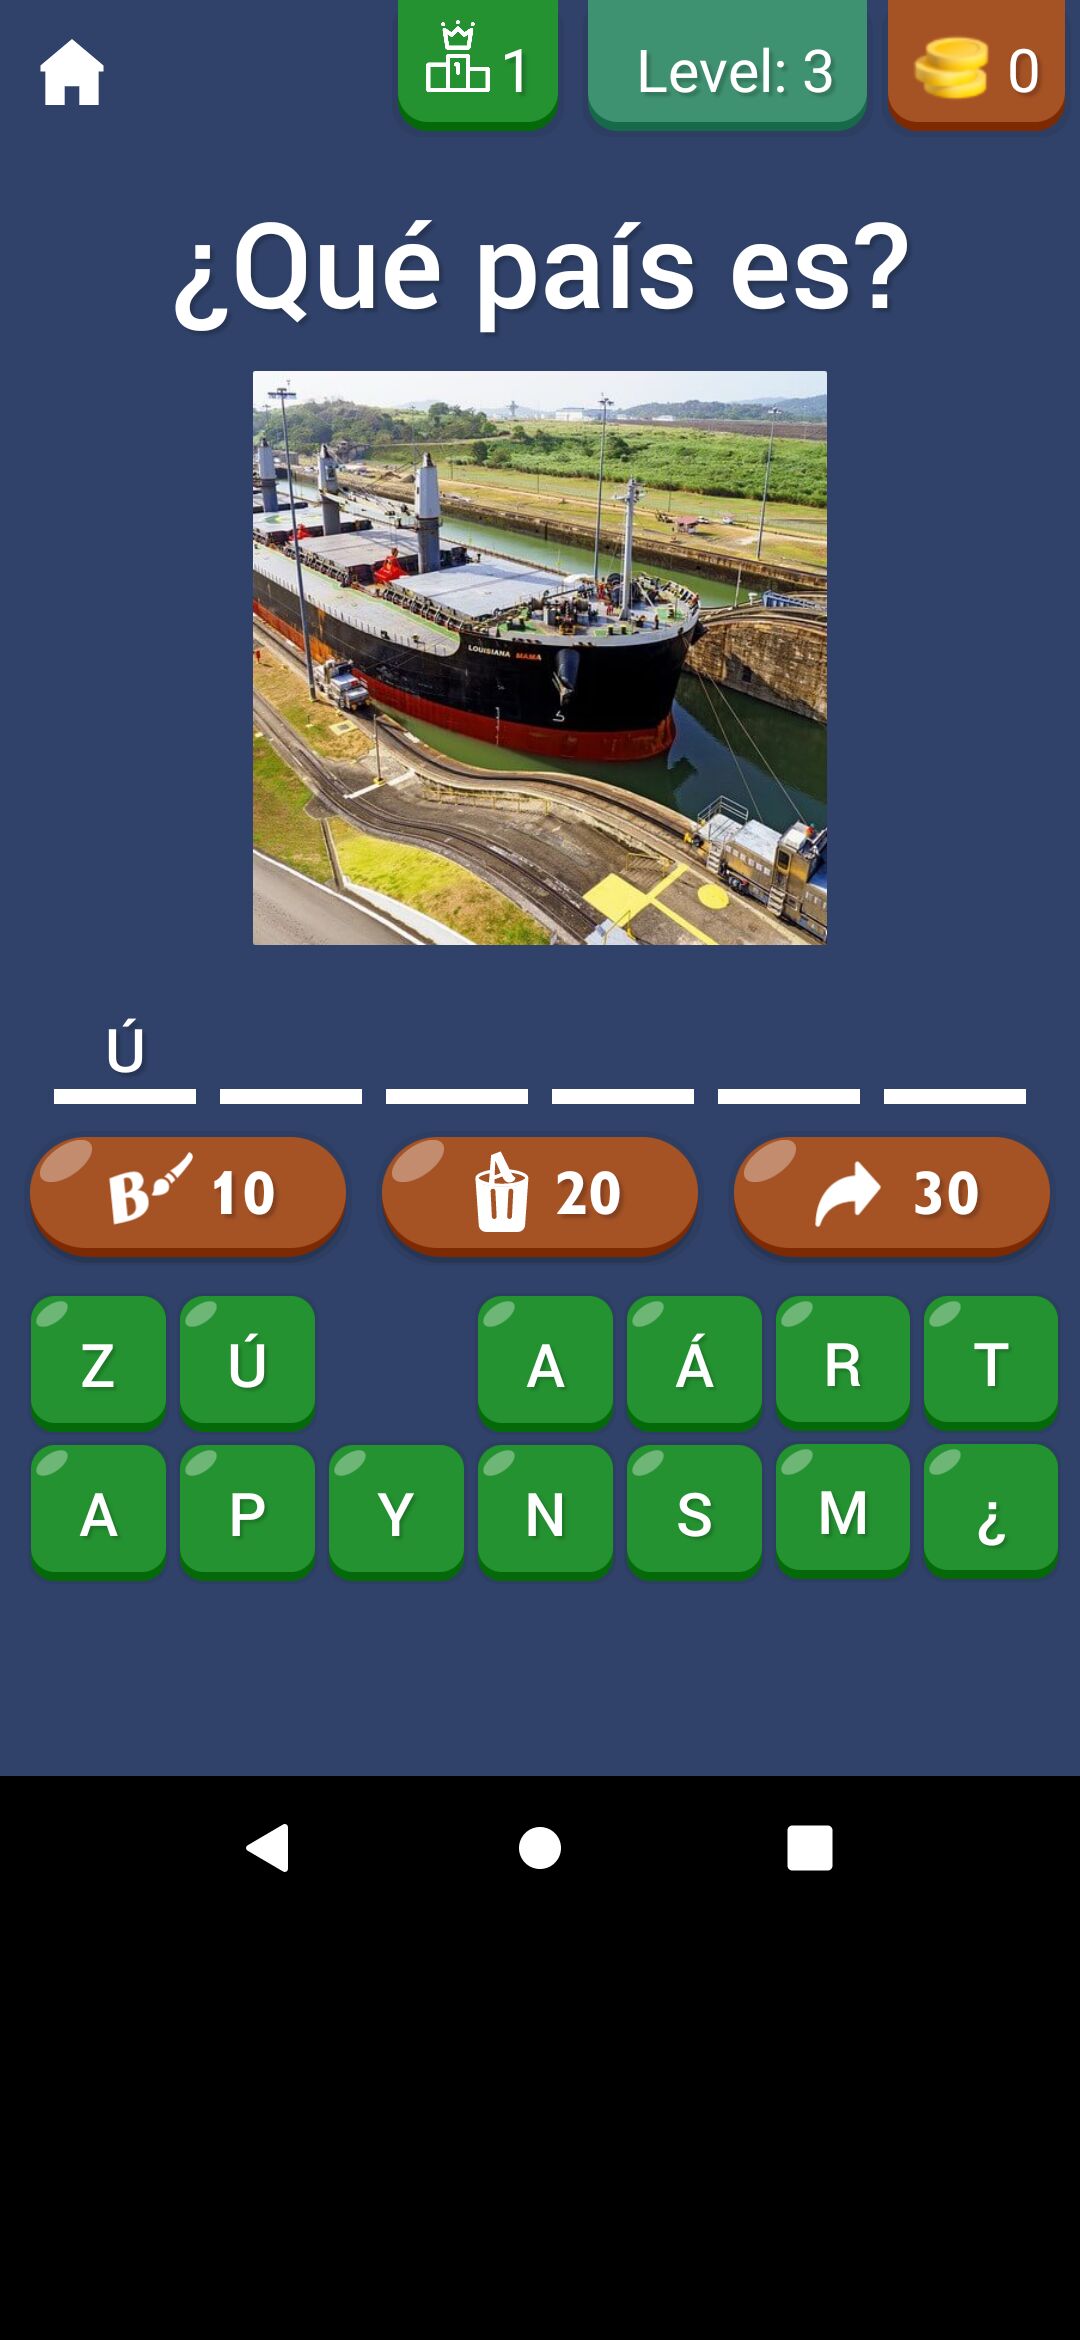 1 Level: 3 0
¿Qué país es?
LOUISIANA MAMA
Ú
B 10 20 30
Z Ú A Á R T
A P Y N S M ¿